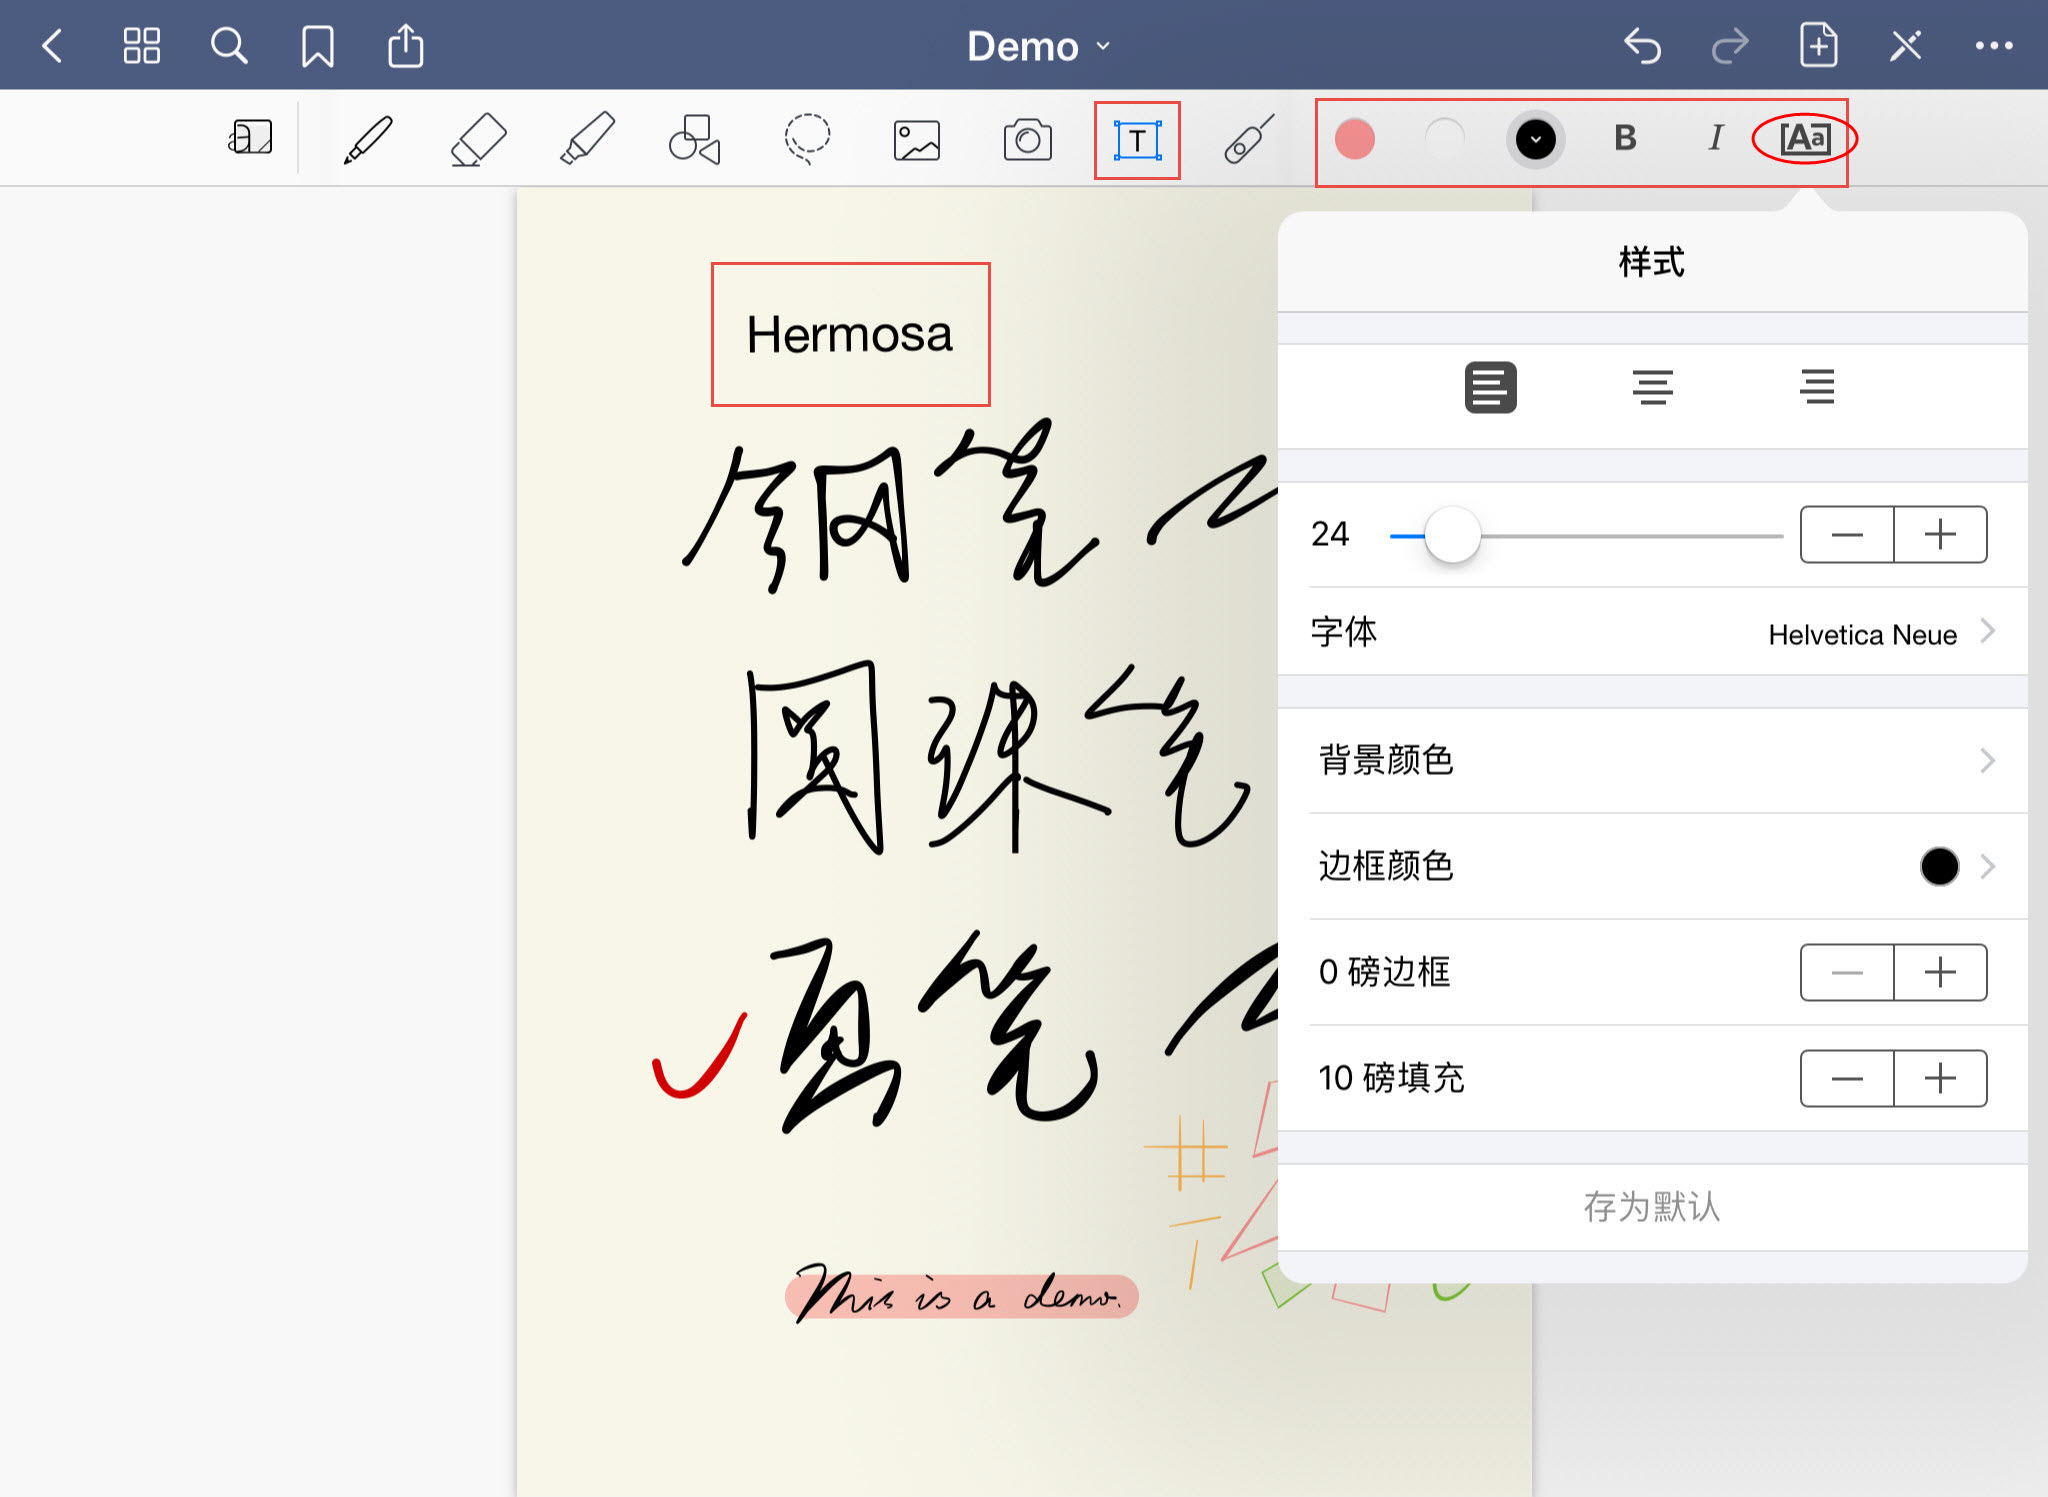 Demo
T
B I Aa
样式
Hermosa
24
字体 Helvetica Neue
背景颜色
边框颜色
0 磅边框
10 磅填充
存为默认
钢笔
圆珠笔
画笔
This is a demo.